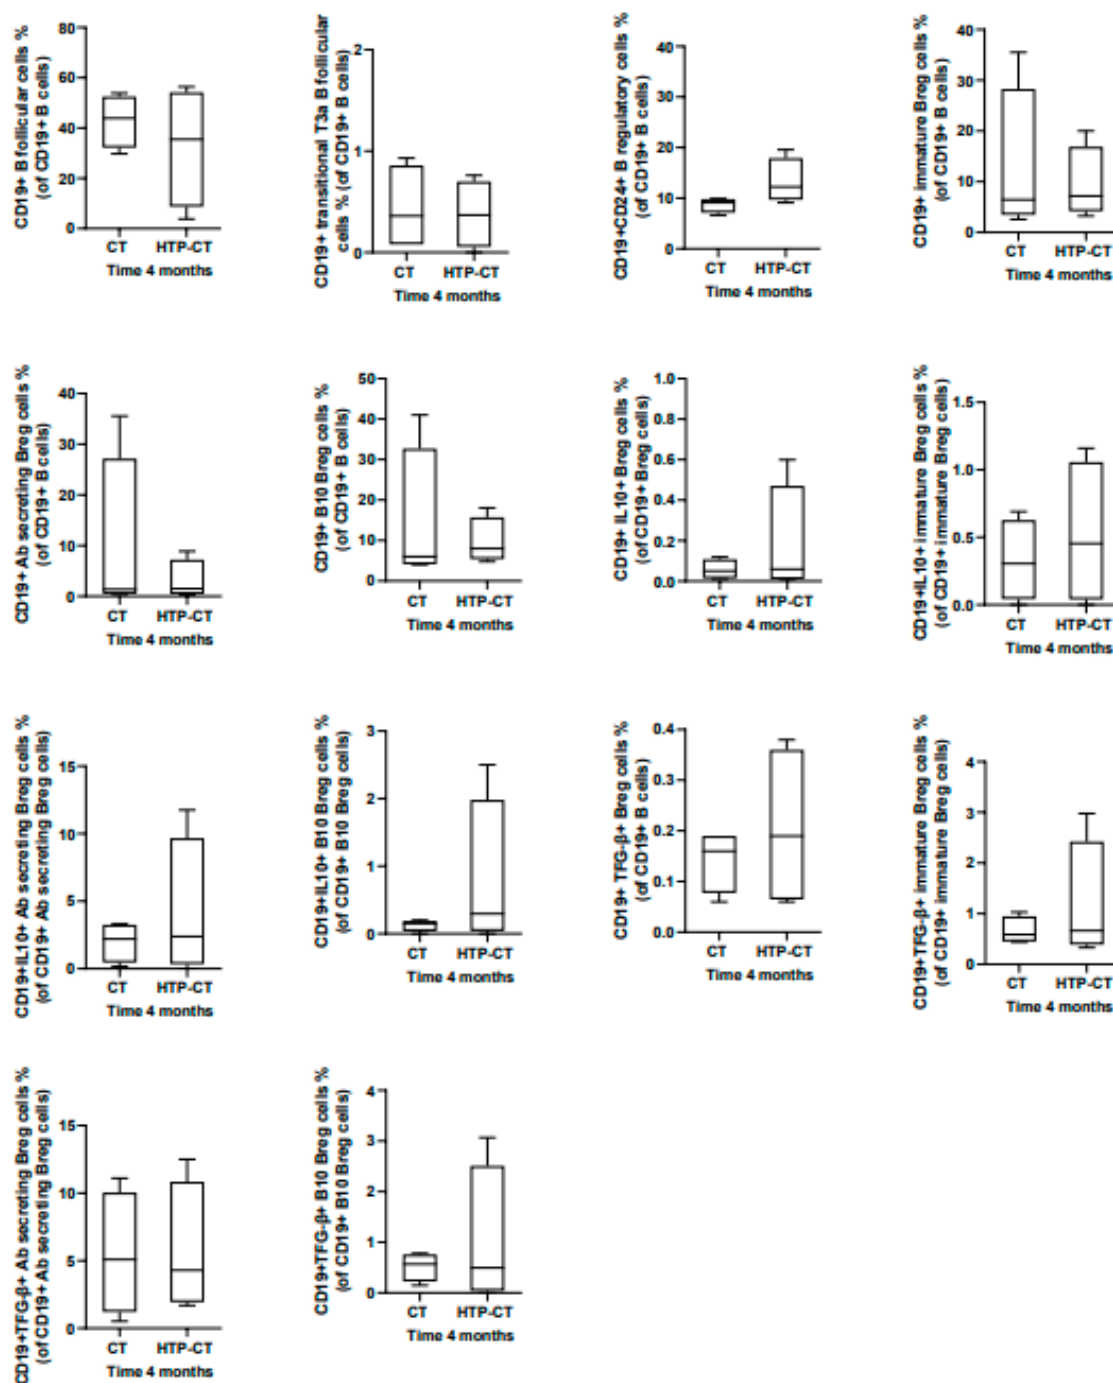 CD19+ B follicular cells %
(of CD19+ B cells)
80
60
40
20
0
CT HTP-CT
Time 4 months
CD19+ transitional T3a B follicular
cells % (of CD19+ B cells)
2
1
0
CT HTP-CT
Time 4 months
CD19+CD24+ B regulatory cells %
(of CD19+ B cells)
40
30
20
10
0
CT HTP-CT
Time 4 months
CD19+ immature Breg cells %
(of CD19+ B cells)
40
30
20
10
0
CT HTP-CT
Time 4 months
CD19+ Ab secreting Breg cells %
(of CD19+ B cells)
40
30
20
10
0
CT HTP-CT
Time 4 months
CD19+ B10 Breg cells %
(of CD19+ B cells)
50
40
30
20
10
0
CT HTP-CT
Time 4 months
CD19+ IL10+ Breg cells %
(of CD19+ Breg cells)
1.0
0.8
0.6
0.4
0.2
0.0
CT HTP-CT
Time 4 months
CD19+IL10+ immature Breg cells %
(of CD19+ immature Breg cells)
1.5
1.0
0.5
0.0
CT HTP-CT
Time 4 months
CD19+IL10+ Ab secreting Breg cells %
(of CD19+ Ab secreting Breg cells)
15
10
5
0
CT HTP-CT
Time 4 months
CD19+IL10+ B10 Breg cells %
(of CD19+ B10 Breg cells)
3
2
1
0
CT HTP-CT
Time 4 months
CD19+ TFG-β+ Breg cells %
(of CD19+ B cells)
0.4
0.3
0.2
0.1
0.0
CT HTP-CT
Time 4 months
CD19+TFG-β+ immature Breg cells %
(of CD19+ immature Breg cells)
4
3
2
1
0
CT HTP-CT
Time 4 months
CD19+TFG-β+ Ab secreting Breg cells %
(of CD19+ Ab secreting Breg cells)
15
10
5
0
CT HTP-CT
Time 4 months
CD19+TFG-β+ B10 Breg cells %
(of CD19+ B10 Breg cells)
4
3
2
1
0
CT HTP-CT
Time 4 months